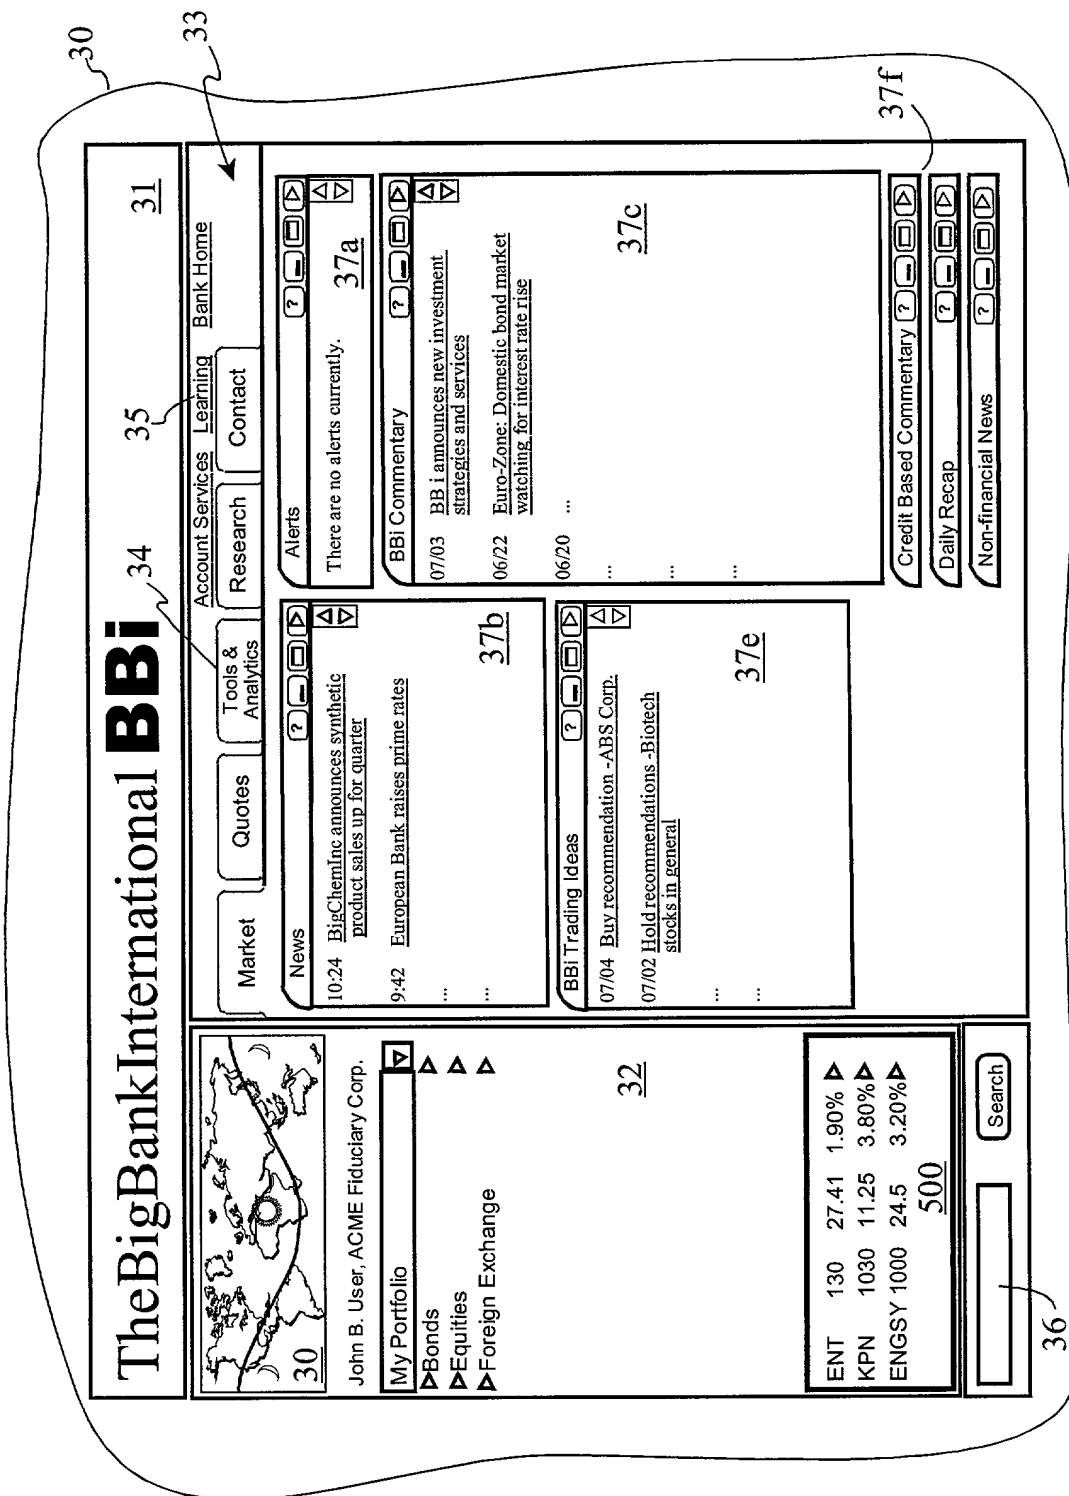 30
TheBigBankInternational BBi
31
33
34
35
Account Services Learning Bank Home
Market
Quotes
Tools &
Analytics
Research
Contact
30
John B. User, ACME Fiduciary Corp.
My Portfolio
Bonds
Equities
Foreign Exchange
32
ENT 130 27.41 1.90%
KPN 1030 11.25 3.80%
ENGSY 1000 24.5 3.20%
500
36
Search
News ?
10:24 BigChemInc announces synthetic
product sales up for quarter
9:42 European Bank raises prime rates
...
...
37b
BBi Trading Ideas ?
07/04 Buy recommendation -ABS Corp.
07/02 Hold recommendations -Biotech
stocks in general
...
...
37e
Alerts ?
There are no alerts currently.
37a
BBi Commentary ?
07/03 BB i announces new investment
strategies and services
06/22 Euro-Zone: Domestic bond market
watching for interest rate rise
06/20 ...
...
...
...
37c
Credit Based Commentary ?
37f
Daily Recap ?
Non-financial News ?